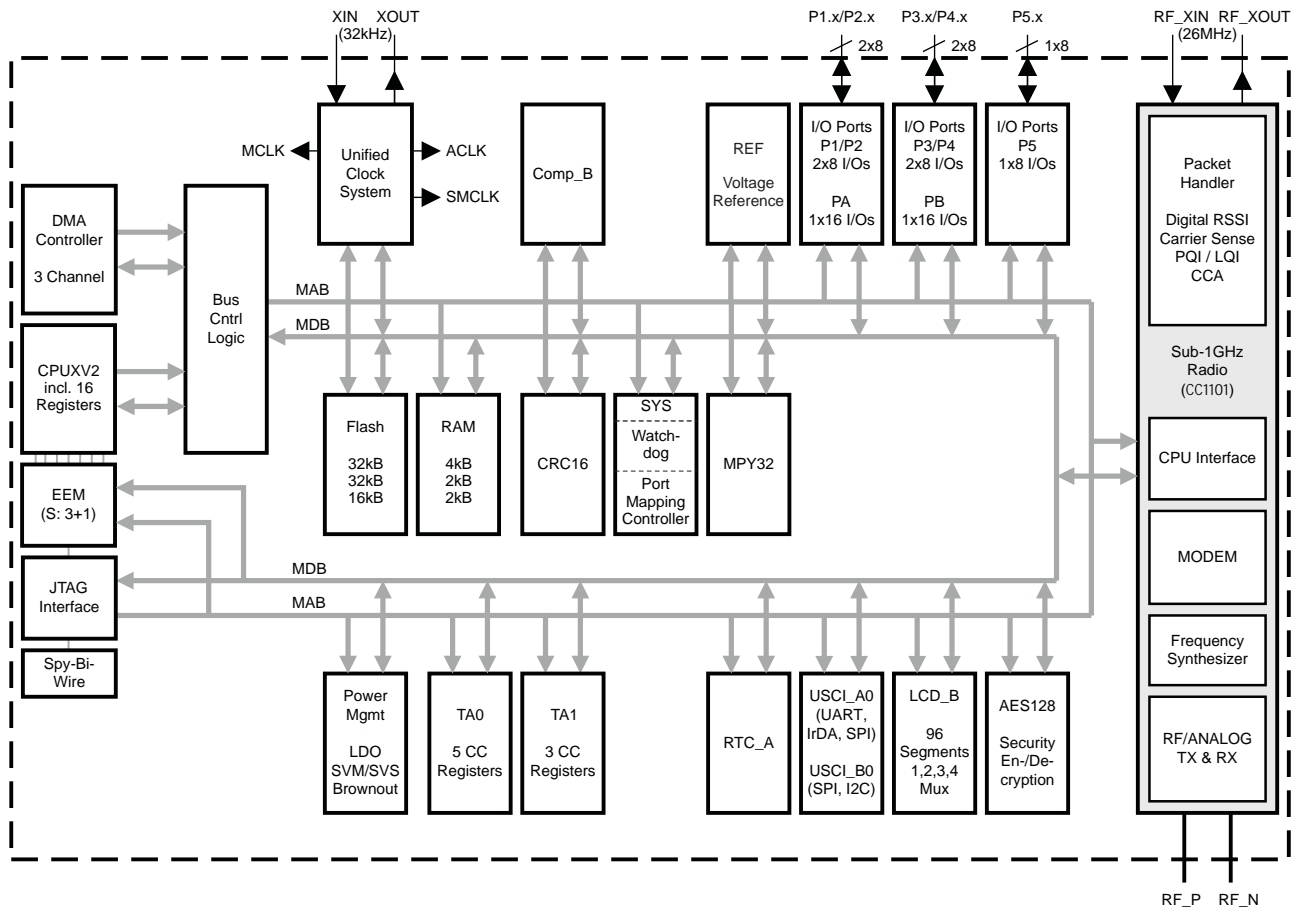 XIN XOUT
(32kHz)
P1.x/P2.x
2x8
P3.x/P4.x
2x8
P5.x
1x8
RF_XIN RF_XOUT
(26MHz)
MCLK
Unified
Clock
System
ACLK
SMCLK
Comp_B
REF
Voltage
Reference
I/O Ports
P1/P2
2x8 I/Os
PA
1x16 I/Os
I/O Ports
P3/P4
2x8 I/Os
PB
1x16 I/Os
I/O Ports
P5
1x8 I/Os
Packet
Handler
Digital RSSI
Carrier Sense
PQI / LQI
CCA
DMA
Controller
3 Channel
Bus
Cntrl
Logic
MAB
MDB
CPUXV2
incl. 16
Registers
Sub-1GHz
Radio
(CC1101)
Flash
32kB
32kB
16kB
RAM
4kB
2kB
2kB
CRC16
SYS
Watch-
dog
Port
Mapping
Controller
MPY32
CPU Interface
EEM
(S: 3+1)
MODEM
JTAG
Interface
MDB
MAB
Spy-Bi-
Wire
Frequency
Synthesizer
Power
Mgmt
LDO
SVM/SVS
Brownout
TA0
5 CC
Registers
TA1
3 CC
Registers
RTC_A
USCI_A0
(UART,
IrDA, SPI)
USCI_B0
(SPI, I2C)
LCD_B
96
Segments
1,2,3,4
Mux
AES128
Security
En-/De-
cryption
RF/ANALOG
TX & RX
RF_P RF_N